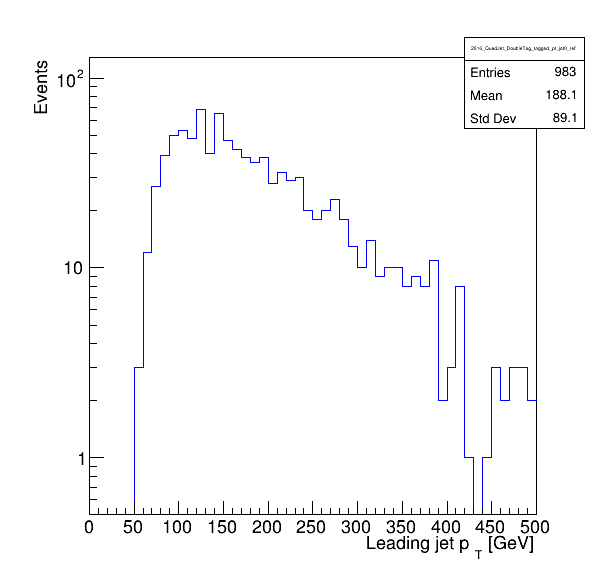 2016_QuadJet_DoubleTag_tagged_pt_jet0_ref
Entries 983
Mean 188.1
Std Dev 89.1
Events
10²
10
1
0 50 100 150 200 250 300 350 400 450 500
Leading jet p_T [GeV]